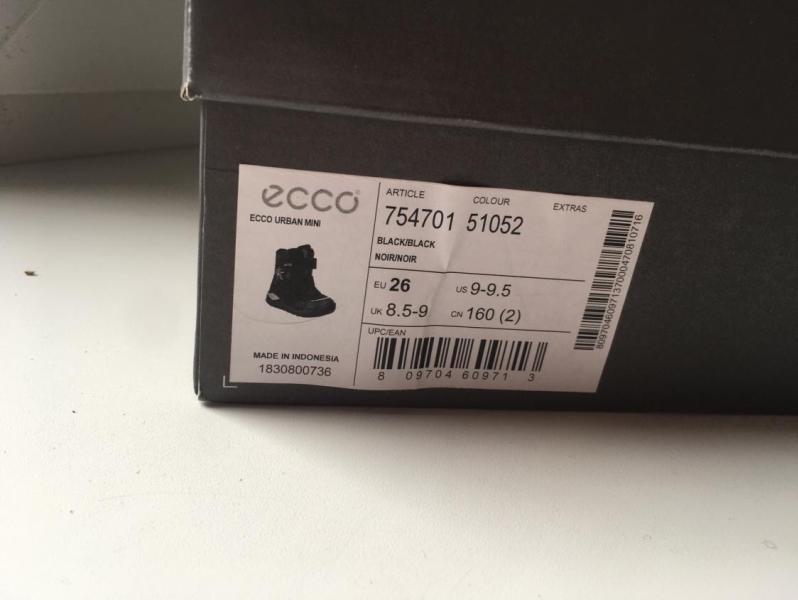 ecco®
ECCO URBAN MINI
MADE IN INDONESIA
1830800736
ARTICLE COLOUR EXTRAS
754701 51052
BLACK/BLACK
NOIR/NOIR
EU 26 US 9-9.5
UK 8.5-9 CN 160 (2)
UPC/EAN
8 09704 60971 3
8097046097137000470810716